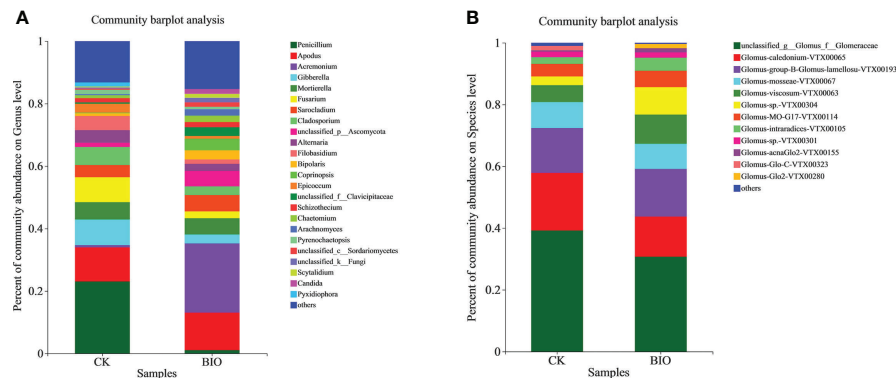 A
Community barplot analysis
Percent of community abundance on Genus level
1
0.8
0.6
0.4
0.2
0
CK
BIO
Samples
Penicillium
Apodus
Acremonium
Gibberella
Mortierella
Fusarium
Sarocladium
Cladosporium
unclassified_p__Ascomycota
Alternaria
Filobasidium
Bipolaris
Coprinopsis
Epicoccum
unclassified_f__Clavicipitaceae
Schizothecium
Chaetomium
Arachnomyces
Pyrenochaetopsis
unclassified_c__Sordariomycetes
unclassified_k__Fungi
Scytalidium
Candida
Pyxidiophora
others
B
Community barplot analysis
Percent of community abundance on Species level
1
0.8
0.6
0.4
0.2
0
CK
BIO
Samples
unclassified_g__Glomus_f__Glomeraceae
Glomus-caledonium-VTX00065
Glomus-group-B-Glomus-lamellosu-VTX00193
Glomus-mosseae-VTX00067
Glomus-viscosum-VTX00063
Glomus-sp.-VTX00304
Glomus-MO-G17-VTX00114
Glomus-intraradices-VTX00105
Glomus-sp.-VTX00301
Glomus-acnaGlo2-VTX00155
Glomus-Glo-C-VTX00323
Glomus-Glo2-VTX00280
others